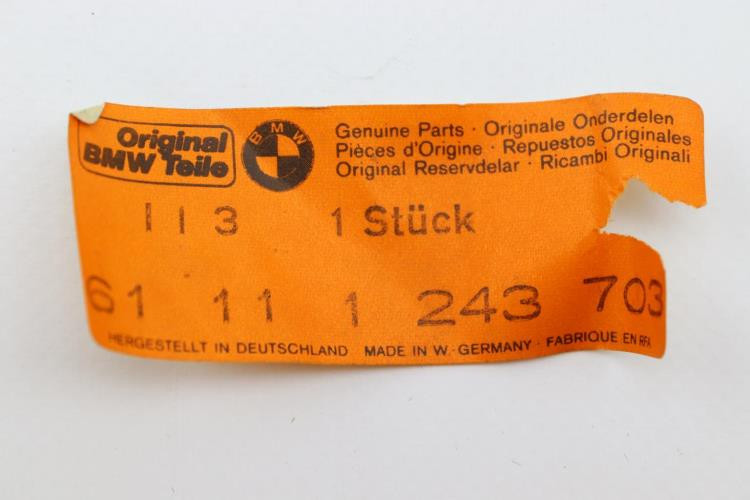 Original
BMW Teile
BMW
Genuine Parts · Originale Onderdelen
Pièces d'Origine · Repuestos Originales
Original Reservdelar · Ricambi Originali
113 1 Stück
61 11 1 243 703
HERGESTELLT IN DEUTSCHLAND MADE IN W.-GERMANY · FABRIQUE EN RFA